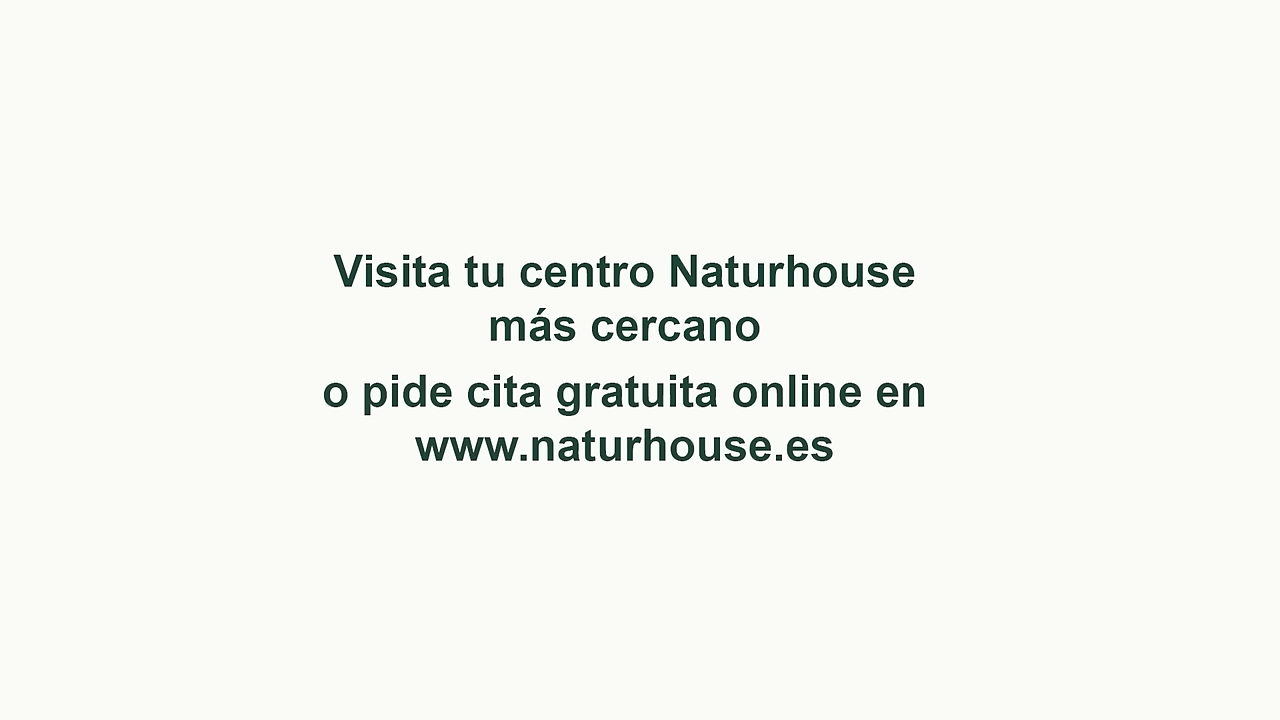 Visita tu centro Naturhouse
más cercano
o pide cita gratuita online en
www.naturhouse.es